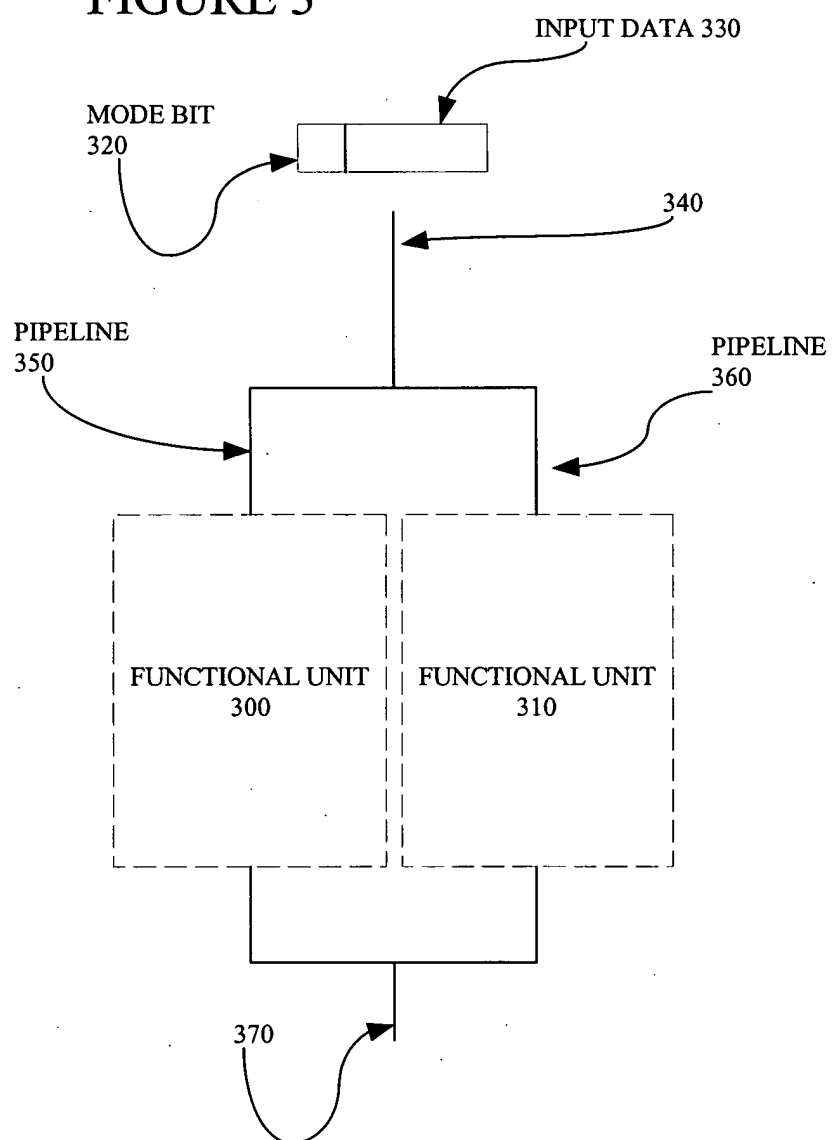 FIGURE 3
INPUT DATA 330
MODE BIT
320
340
PIPELINE
350
PIPELINE
360
FUNCTIONAL UNIT
300
FUNCTIONAL UNIT
310
370